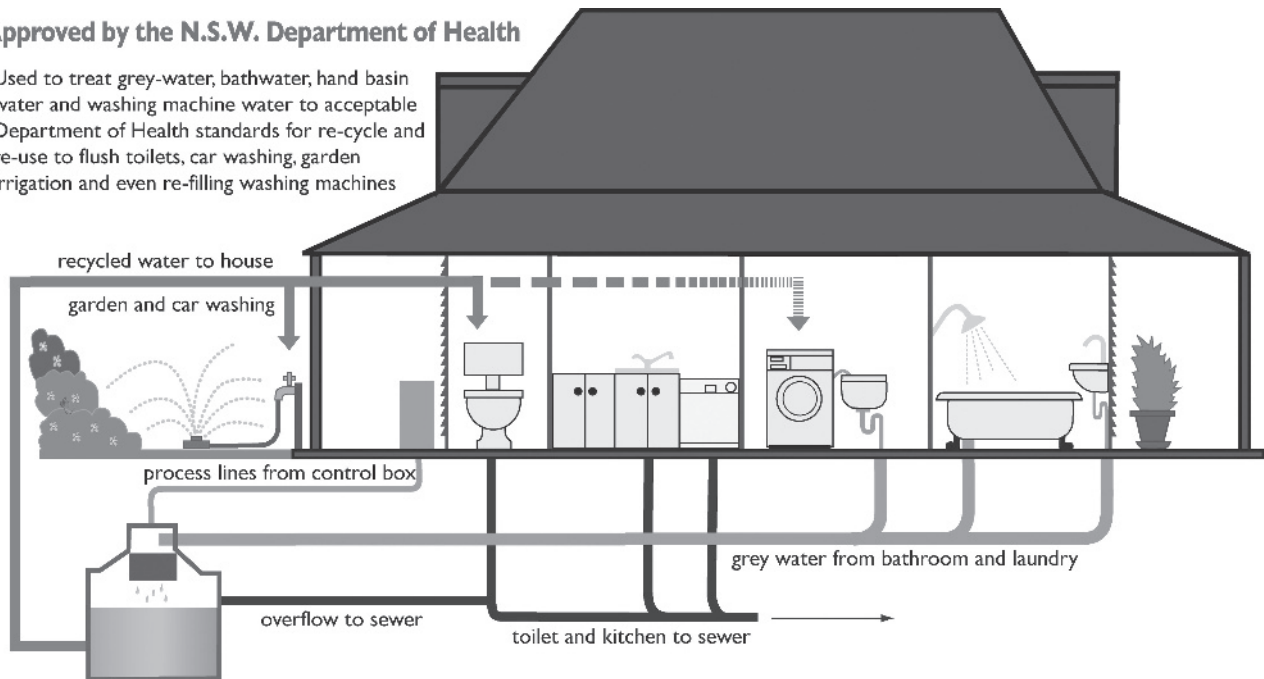 Approved by the N.S.W. Department of Health
Used to treat grey-water, bathwater, hand basin
water and washing machine water to acceptable
Department of Health standards for re-cycle and
re-use to flush toilets, car washing, garden
irrigation and even re-filling washing machines
recycled water to house
garden and car washing
process lines from control box
grey water from bathroom and laundry
overflow to sewer
toilet and kitchen to sewer